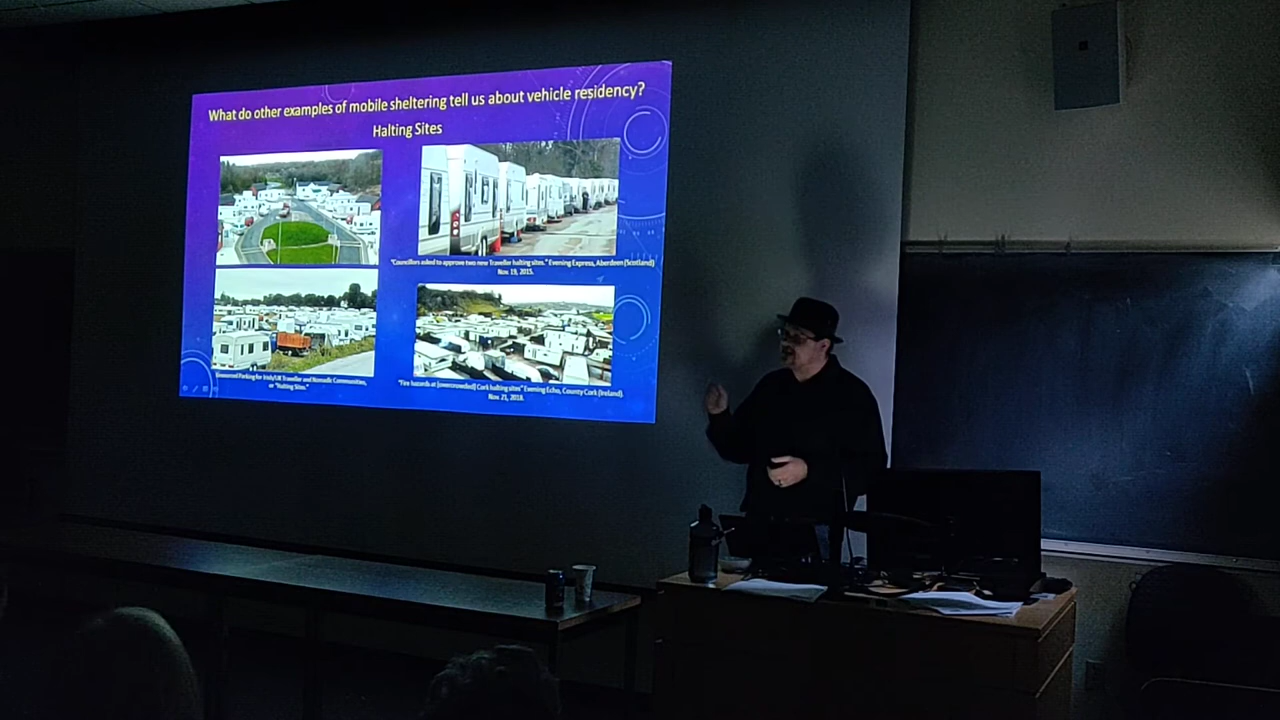 What do other examples of mobile sheltering tell us about vehicle residency?
Halting Sites
"Councillors asked to approve two new Traveller halting sites." Evening Express, Aberdeen (Scotland)
Nov. 19, 2015.
Parking for Irish/UK Traveller and Nomadic Communities,
or "Halting Sites."
"Fire hazards at [overcrowded] Cork halting sites" Evening Echo, County Cork (Ireland).
Nov. 21, 2018.